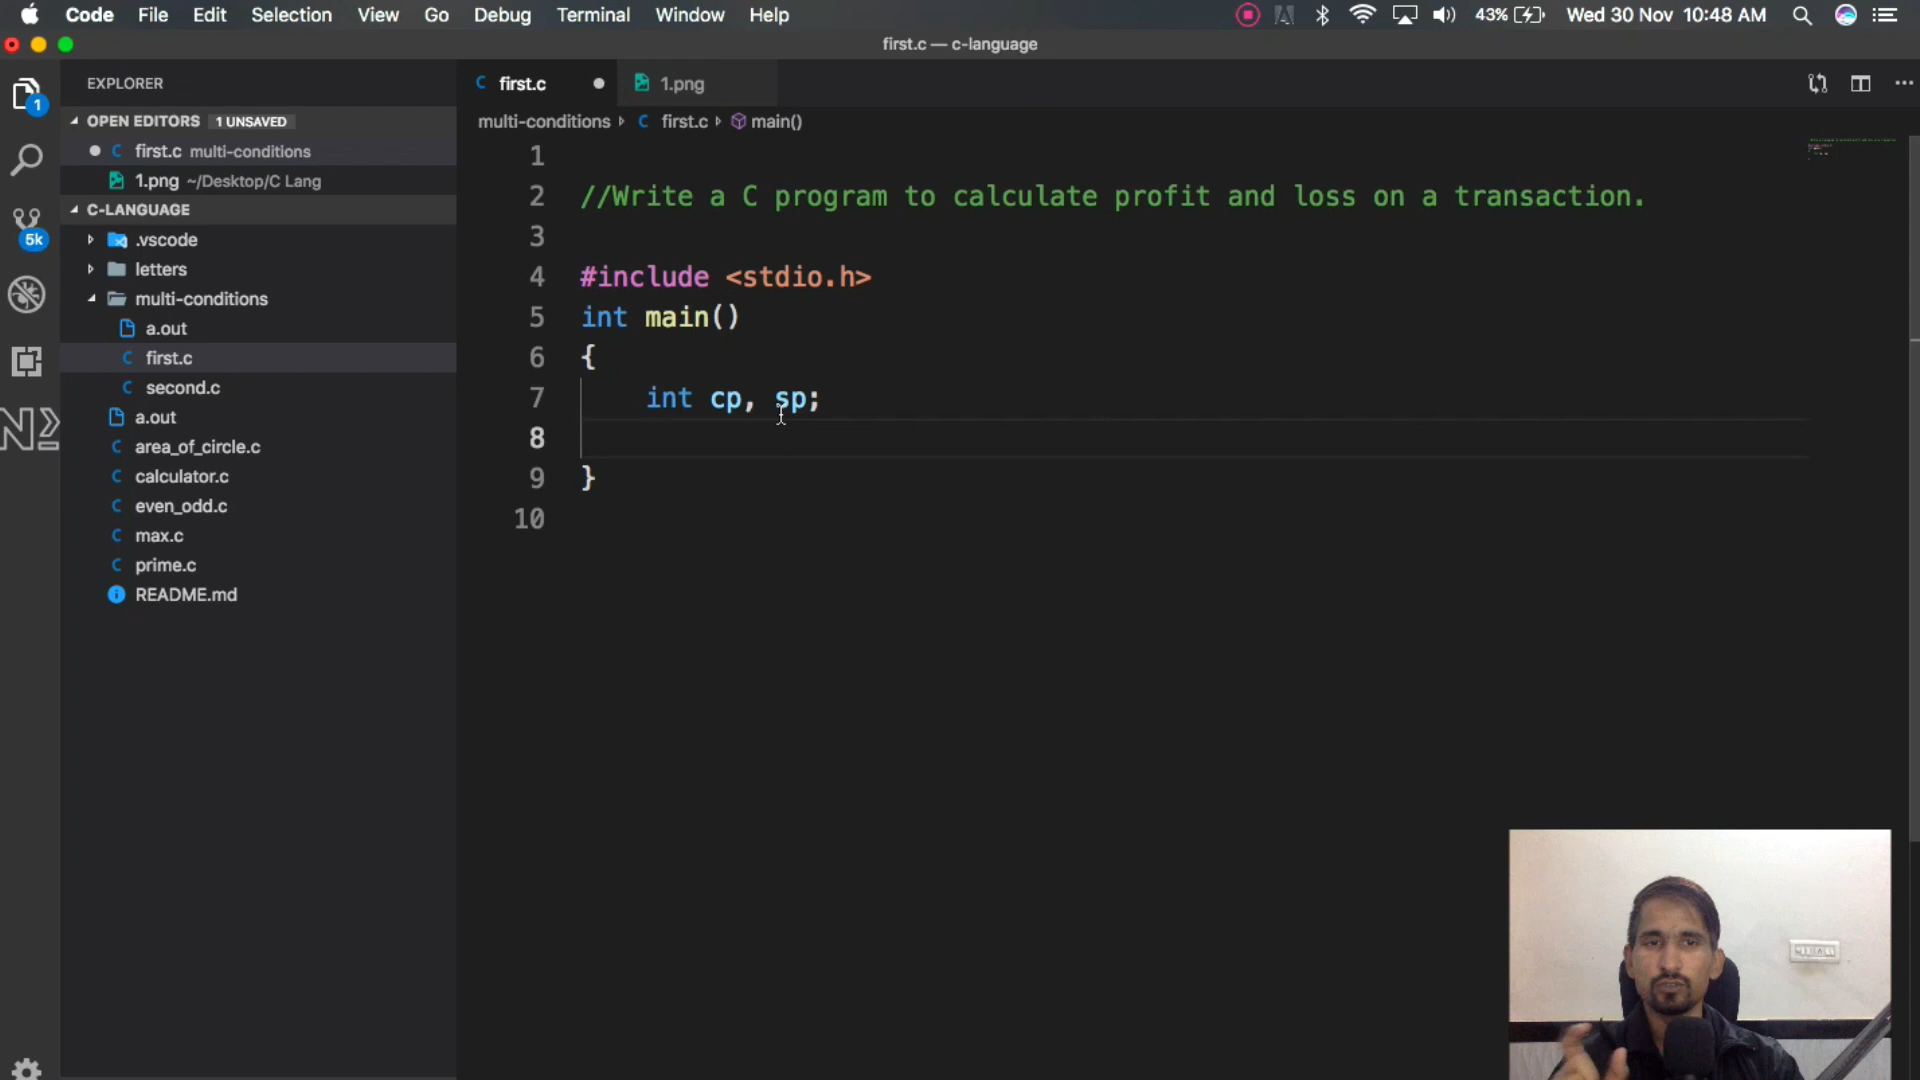 Code File Edit Selection View Go Debug Terminal Window Help 43% Wed 30 Nov 10:48 AM
first.c — c-language
EXPLORER
OPEN EDITORS 1 UNSAVED
first.c multi-conditions
1.png ~/Desktop/C Lang
C-LANGUAGE
.vscode
letters
multi-conditions
a.out
first.c
second.c
a.out
area_of_circle.c
calculator.c
even_odd.c
max.c
prime.c
README.md
1
5k
first.c 1.png
multi-conditions first.c main()
1
2 //Write a C program to calculate profit and loss on a transaction.
3
4 #include <stdio.h>
5 int main()
6 {
7 int cp, sp;
8
9 }
10